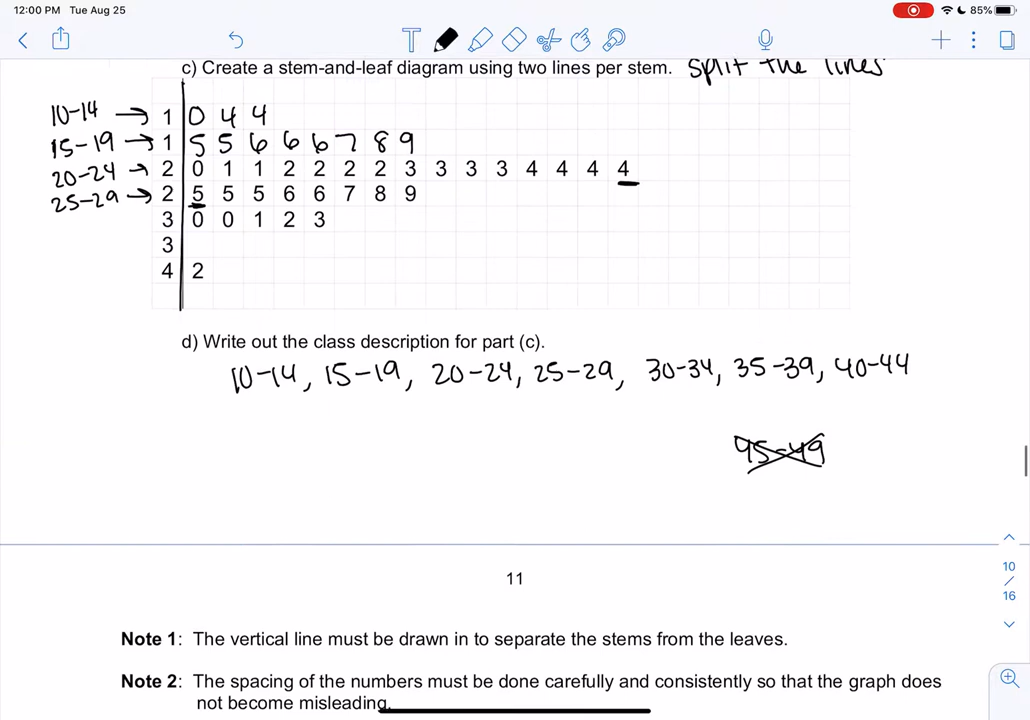 12:00 PM Tue Aug 25 85%
c) Create a stem-and-leaf diagram using two lines per stem. split the lines
10-14 → 1 0 4 4
15-19 → 1 5 5 6 6 6 7 8 9
20-24 → 2 0 1 1 2 2 2 2 3 3 3 3 4 4 4 4
25-29 → 2 5 5 5 6 6 7 8 9
3 0 0 1 2 3
3
4 2
d) Write out the class description for part (c).
10-14, 15-19, 20-24, 25-29, 30-34, 35-39, 40-44
45-49
11
10
/
16
Note 1: The vertical line must be drawn in to separate the stems from the leaves.
Note 2: The spacing of the numbers must be done carefully and consistently so that the graph does
not become misleading.